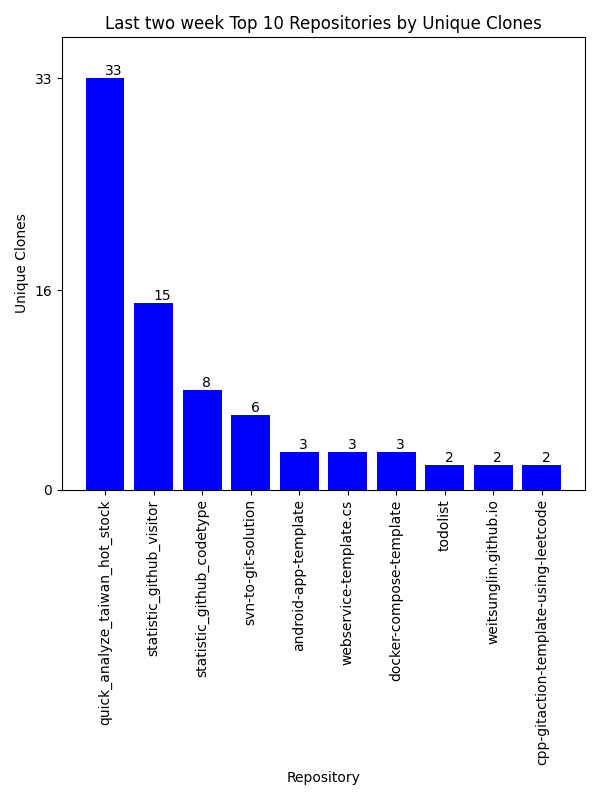 Last two week Top 10 Repositories by Unique Clones
Unique Clones
33
16
0
33
15
8
6
3
3
3
2
2
2
quick_analyze_taiwan_hot_stock
statistic_github_visitor
statistic_github_codetype
svn-to-git-solution
android-app-template
webservice-template.cs
docker-compose-template
todolist
weitsunglin.github.io
cpp-gitaction-template-using-leetcode
Repository